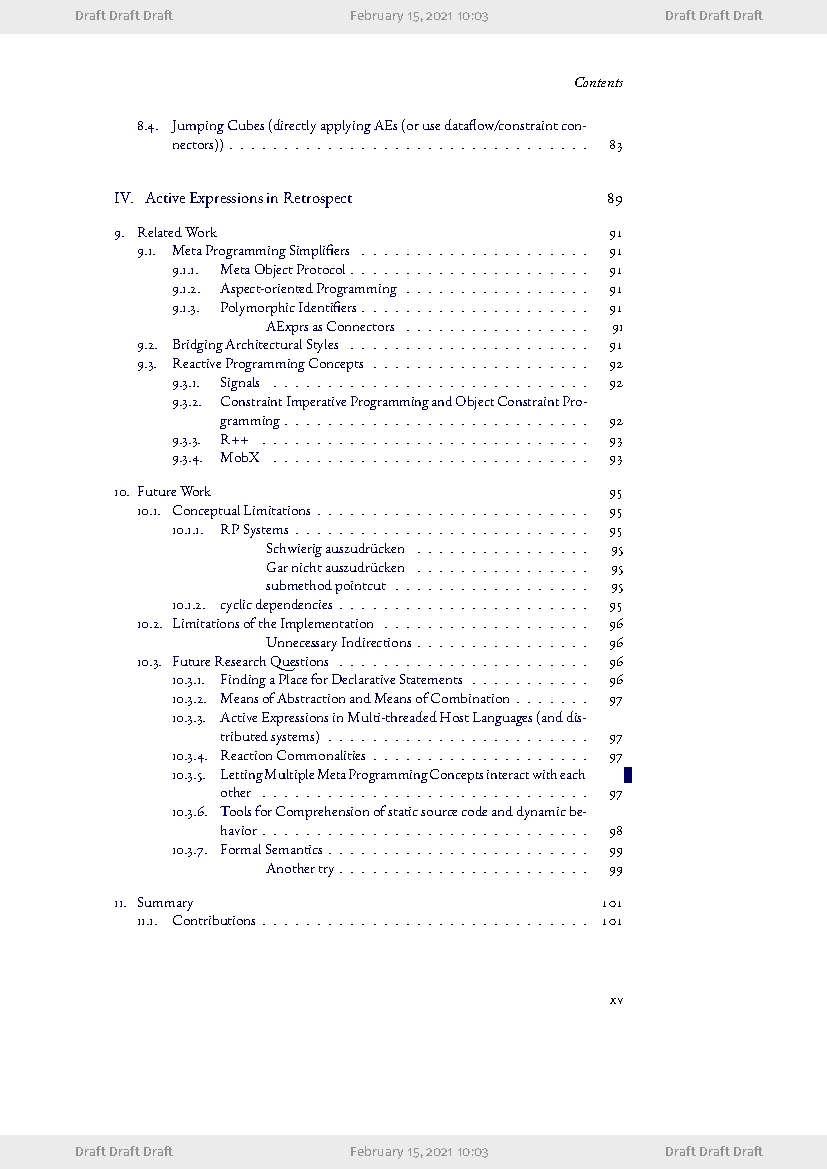 Draft Draft Draft February 15, 2021 10:03 Draft Draft Draft
Contents
8.4. Jumping Cubes (directly applying AEs (or use dataflow/constraint con-
nectors)) . . . . . . . . . . . . . . . . . . . . . . . . . . . . . . . . . 83
IV. Active Expressions in Retrospect 89
9. Related Work 91
9.1. Meta Programming Simplifiers . . . . . . . . . . . . . . . . . . . . . 91
9.1.1. Meta Object Protocol . . . . . . . . . . . . . . . . . . . . . . 91
9.1.2. Aspect-oriented Programming . . . . . . . . . . . . . . . . . 91
9.1.3. Polymorphic Identifiers . . . . . . . . . . . . . . . . . . . . . 91
AExprs as Connectors . . . . . . . . . . . . . . . . . 91
9.2. Bridging Architectural Styles . . . . . . . . . . . . . . . . . . . . . . 91
9.3. Reactive Programming Concepts . . . . . . . . . . . . . . . . . . . . 92
9.3.1. Signals . . . . . . . . . . . . . . . . . . . . . . . . . . . . . 92
9.3.2. Constraint Imperative Programming and Object Constraint Pro-
gramming . . . . . . . . . . . . . . . . . . . . . . . . . . . . 92
9.3.3. R++ . . . . . . . . . . . . . . . . . . . . . . . . . . . . . . 93
9.3.4. MobX . . . . . . . . . . . . . . . . . . . . . . . . . . . . . 93
10. Future Work 95
10.1. Conceptual Limitations . . . . . . . . . . . . . . . . . . . . . . . . . 95
10.1.1. RP Systems . . . . . . . . . . . . . . . . . . . . . . . . . . . 95
Schwierig auszudrücken . . . . . . . . . . . . . . . . 95
Gar nicht auszudrücken . . . . . . . . . . . . . . . . 95
submethod pointcut . . . . . . . . . . . . . . . . . . 95
10.1.2. cyclic dependencies . . . . . . . . . . . . . . . . . . . . . . . 95
10.2. Limitations of the Implementation . . . . . . . . . . . . . . . . . . . 96
Unnecessary Indirections . . . . . . . . . . . . . . . . 96
10.3. Future Research Questions . . . . . . . . . . . . . . . . . . . . . . . 96
10.3.1. Finding a Place for Declarative Statements . . . . . . . . . . . 96
10.3.2. Means of Abstraction and Means of Combination . . . . . . . 97
10.3.3. Active Expressions in Multi-threaded Host Languages (and dis-
tributed systems) . . . . . . . . . . . . . . . . . . . . . . . . 97
10.3.4. Reaction Commonalities . . . . . . . . . . . . . . . . . . . . 97
10.3.5. Letting Multiple Meta Programming Concepts interact with each
other . . . . . . . . . . . . . . . . . . . . . . . . . . . . . . 97
10.3.6. Tools for Comprehension of static source code and dynamic be-
havior . . . . . . . . . . . . . . . . . . . . . . . . . . . . . . 98
10.3.7. Formal Semantics . . . . . . . . . . . . . . . . . . . . . . . . 99
Another try . . . . . . . . . . . . . . . . . . . . . . . 99
11. Summary 101
11.1. Contributions . . . . . . . . . . . . . . . . . . . . . . . . . . . . . . 101
xv
Draft Draft Draft February 15, 2021 10:03 Draft Draft Draft